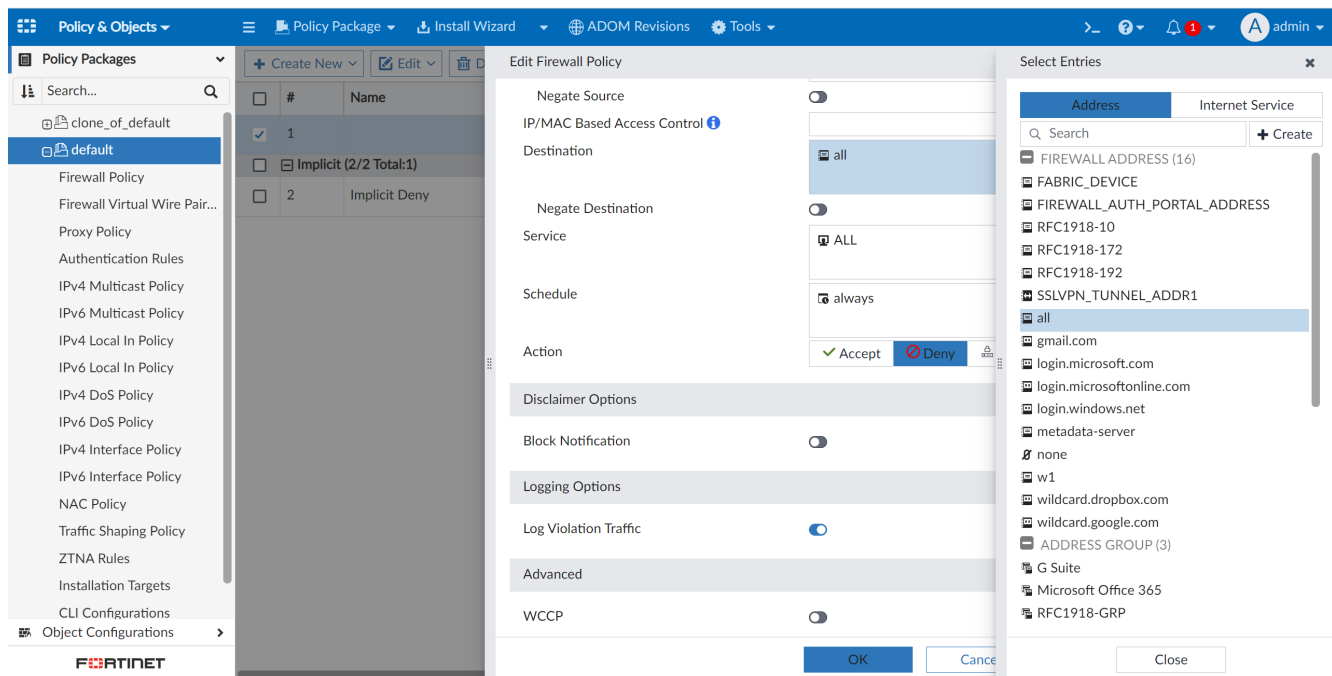 Policy & Objects
Policy Package
Install Wizard
ADOM Revisions
Tools
1
A
admin
Policy Packages
Search...
clone_of_default
default
Firewall Policy
Firewall Virtual Wire Pair...
Proxy Policy
Authentication Rules
IPv4 Multicast Policy
IPv6 Multicast Policy
IPv4 Local In Policy
IPv6 Local In Policy
IPv4 DoS Policy
IPv6 DoS Policy
IPv4 Interface Policy
IPv6 Interface Policy
NAC Policy
Traffic Shaping Policy
ZTNA Rules
Installation Targets
CLI Configurations
Object Configurations
FORTINET
Create New
Edit
D
# Name
1
Implicit (2/2 Total:1)
2 Implicit Deny
Edit Firewall Policy
Negate Source
IP/MAC Based Access Control
Destination
all
Negate Destination
Service
ALL
Schedule
always
Action
Accept
Deny
Disclaimer Options
Block Notification
Logging Options
Log Violation Traffic
Advanced
WCCP
OK
Cance
Select Entries
Address
Internet Service
Search
+ Create
FIREWALL ADDRESS (16)
FABRIC_DEVICE
FIREWALL_AUTH_PORTAL_ADDRESS
RFC1918-10
RFC1918-172
RFC1918-192
SSLVPN_TUNNEL_ADDR1
all
gmail.com
login.microsoft.com
login.microsoftonline.com
login.windows.net
metadata-server
none
w1
wildcard.dropbox.com
wildcard.google.com
ADDRESS GROUP (3)
G Suite
Microsoft Office 365
RFC1918-GRP
Close